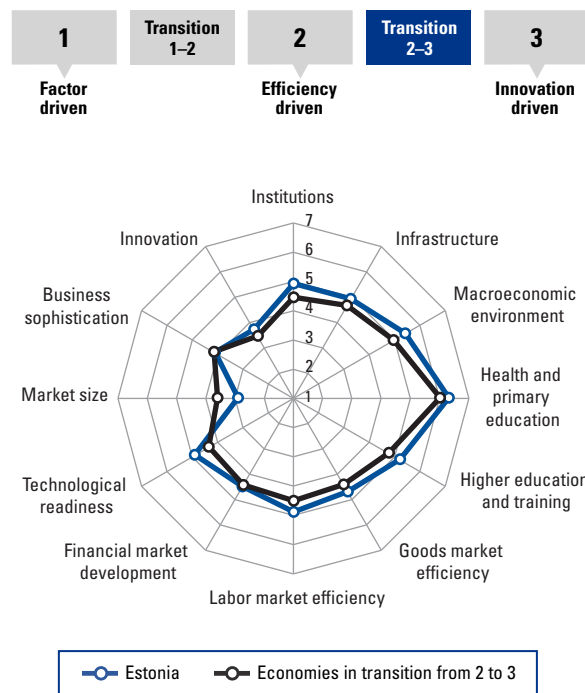 1
Transition
1–2
2
Transition
2–3
3
Factor
driven
Efficiency
driven
Innovation
driven
Institutions
7
Innovation
Infrastructure
6
5
Business
sophistication
Macroeconomic
environment
4
3
2
Market size
1
Health and
primary
education
Technological
readiness
Higher education
and training
Financial market
development
Goods market
efficiency
Labor market efficiency
Estonia
Economies in transition from 2 to 3